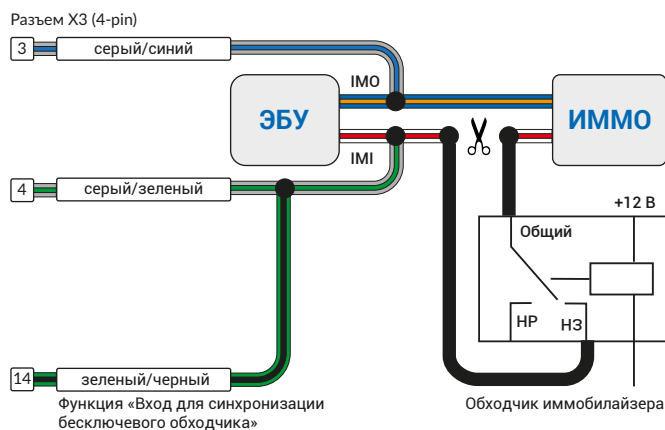 Разъем X3 (4-pin)
3 серый/синий
IMO
ЭБУ ИММО
IMI
4 серый/зеленый
+12 В
Общий
НР НЗ
14 зеленый/черный
Функция «Вход для синхронизации
бесключевого обходчика»
Обходчик иммобилайзера